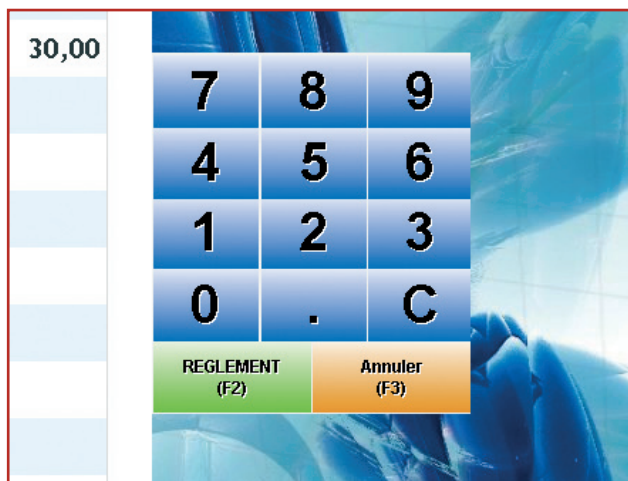 30,00
7 8 9
4 5 6
1 2 3
0 . C
REGLEMENT Annuler
(F2) (F3)